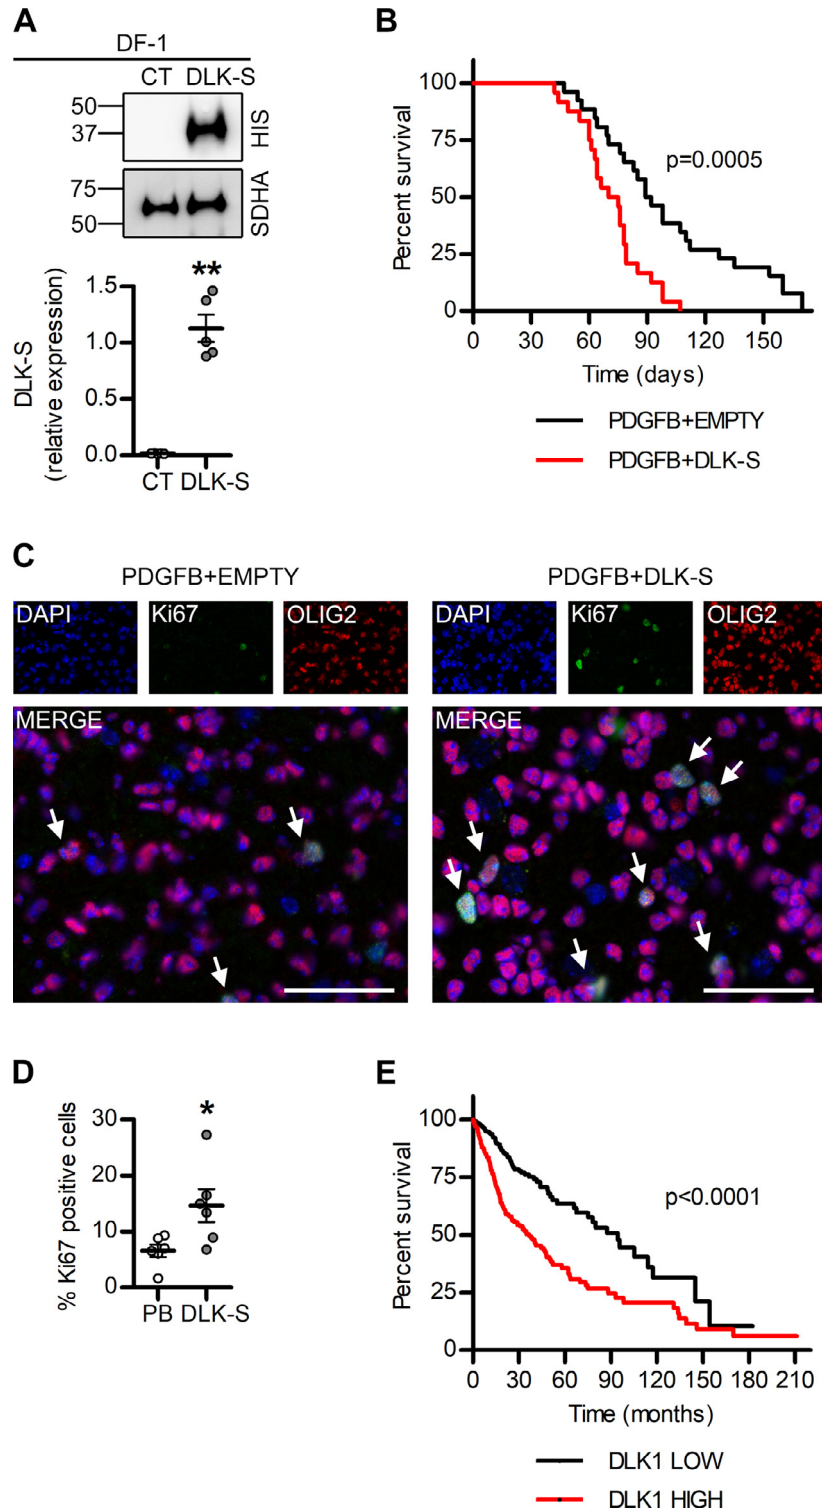 A
DF-1
CT DLK-S
50
37
HIS
75
50
SDHA
**
1.5
1.0
0.5
0.0
DLK-S
(relative expression)
CT DLK-S
B
100
75
50
25
0
Percent survival
p=0.0005
0 30 60 90 120 150
Time (days)
PDGFB+EMPTY
PDGFB+DLK-S
C
PDGFB+EMPTY
DAPI Ki67 OLIG2
MERGE
PDGFB+DLK-S
DAPI Ki67 OLIG2
MERGE
D
*
30
20
10
0
% Ki67 positive cells
PB DLK-S
E
100
75
50
25
0
Percent survival
p<0.0001
0 30 60 90 120 150 180 210
Time (months)
DLK1 LOW
DLK1 HIGH